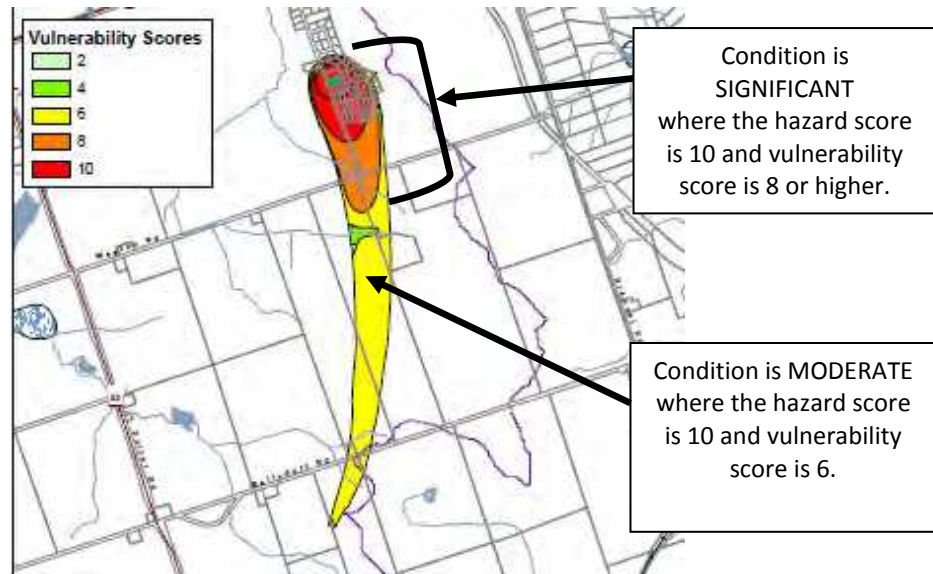 Vulnerability Scores
2
4
6
8
10
Condition is
SIGNIFICANT
where the hazard score
is 10 and vulnerability
score is 8 or higher.
Condition is MODERATE
where the hazard score
is 10 and vulnerability
score is 6.